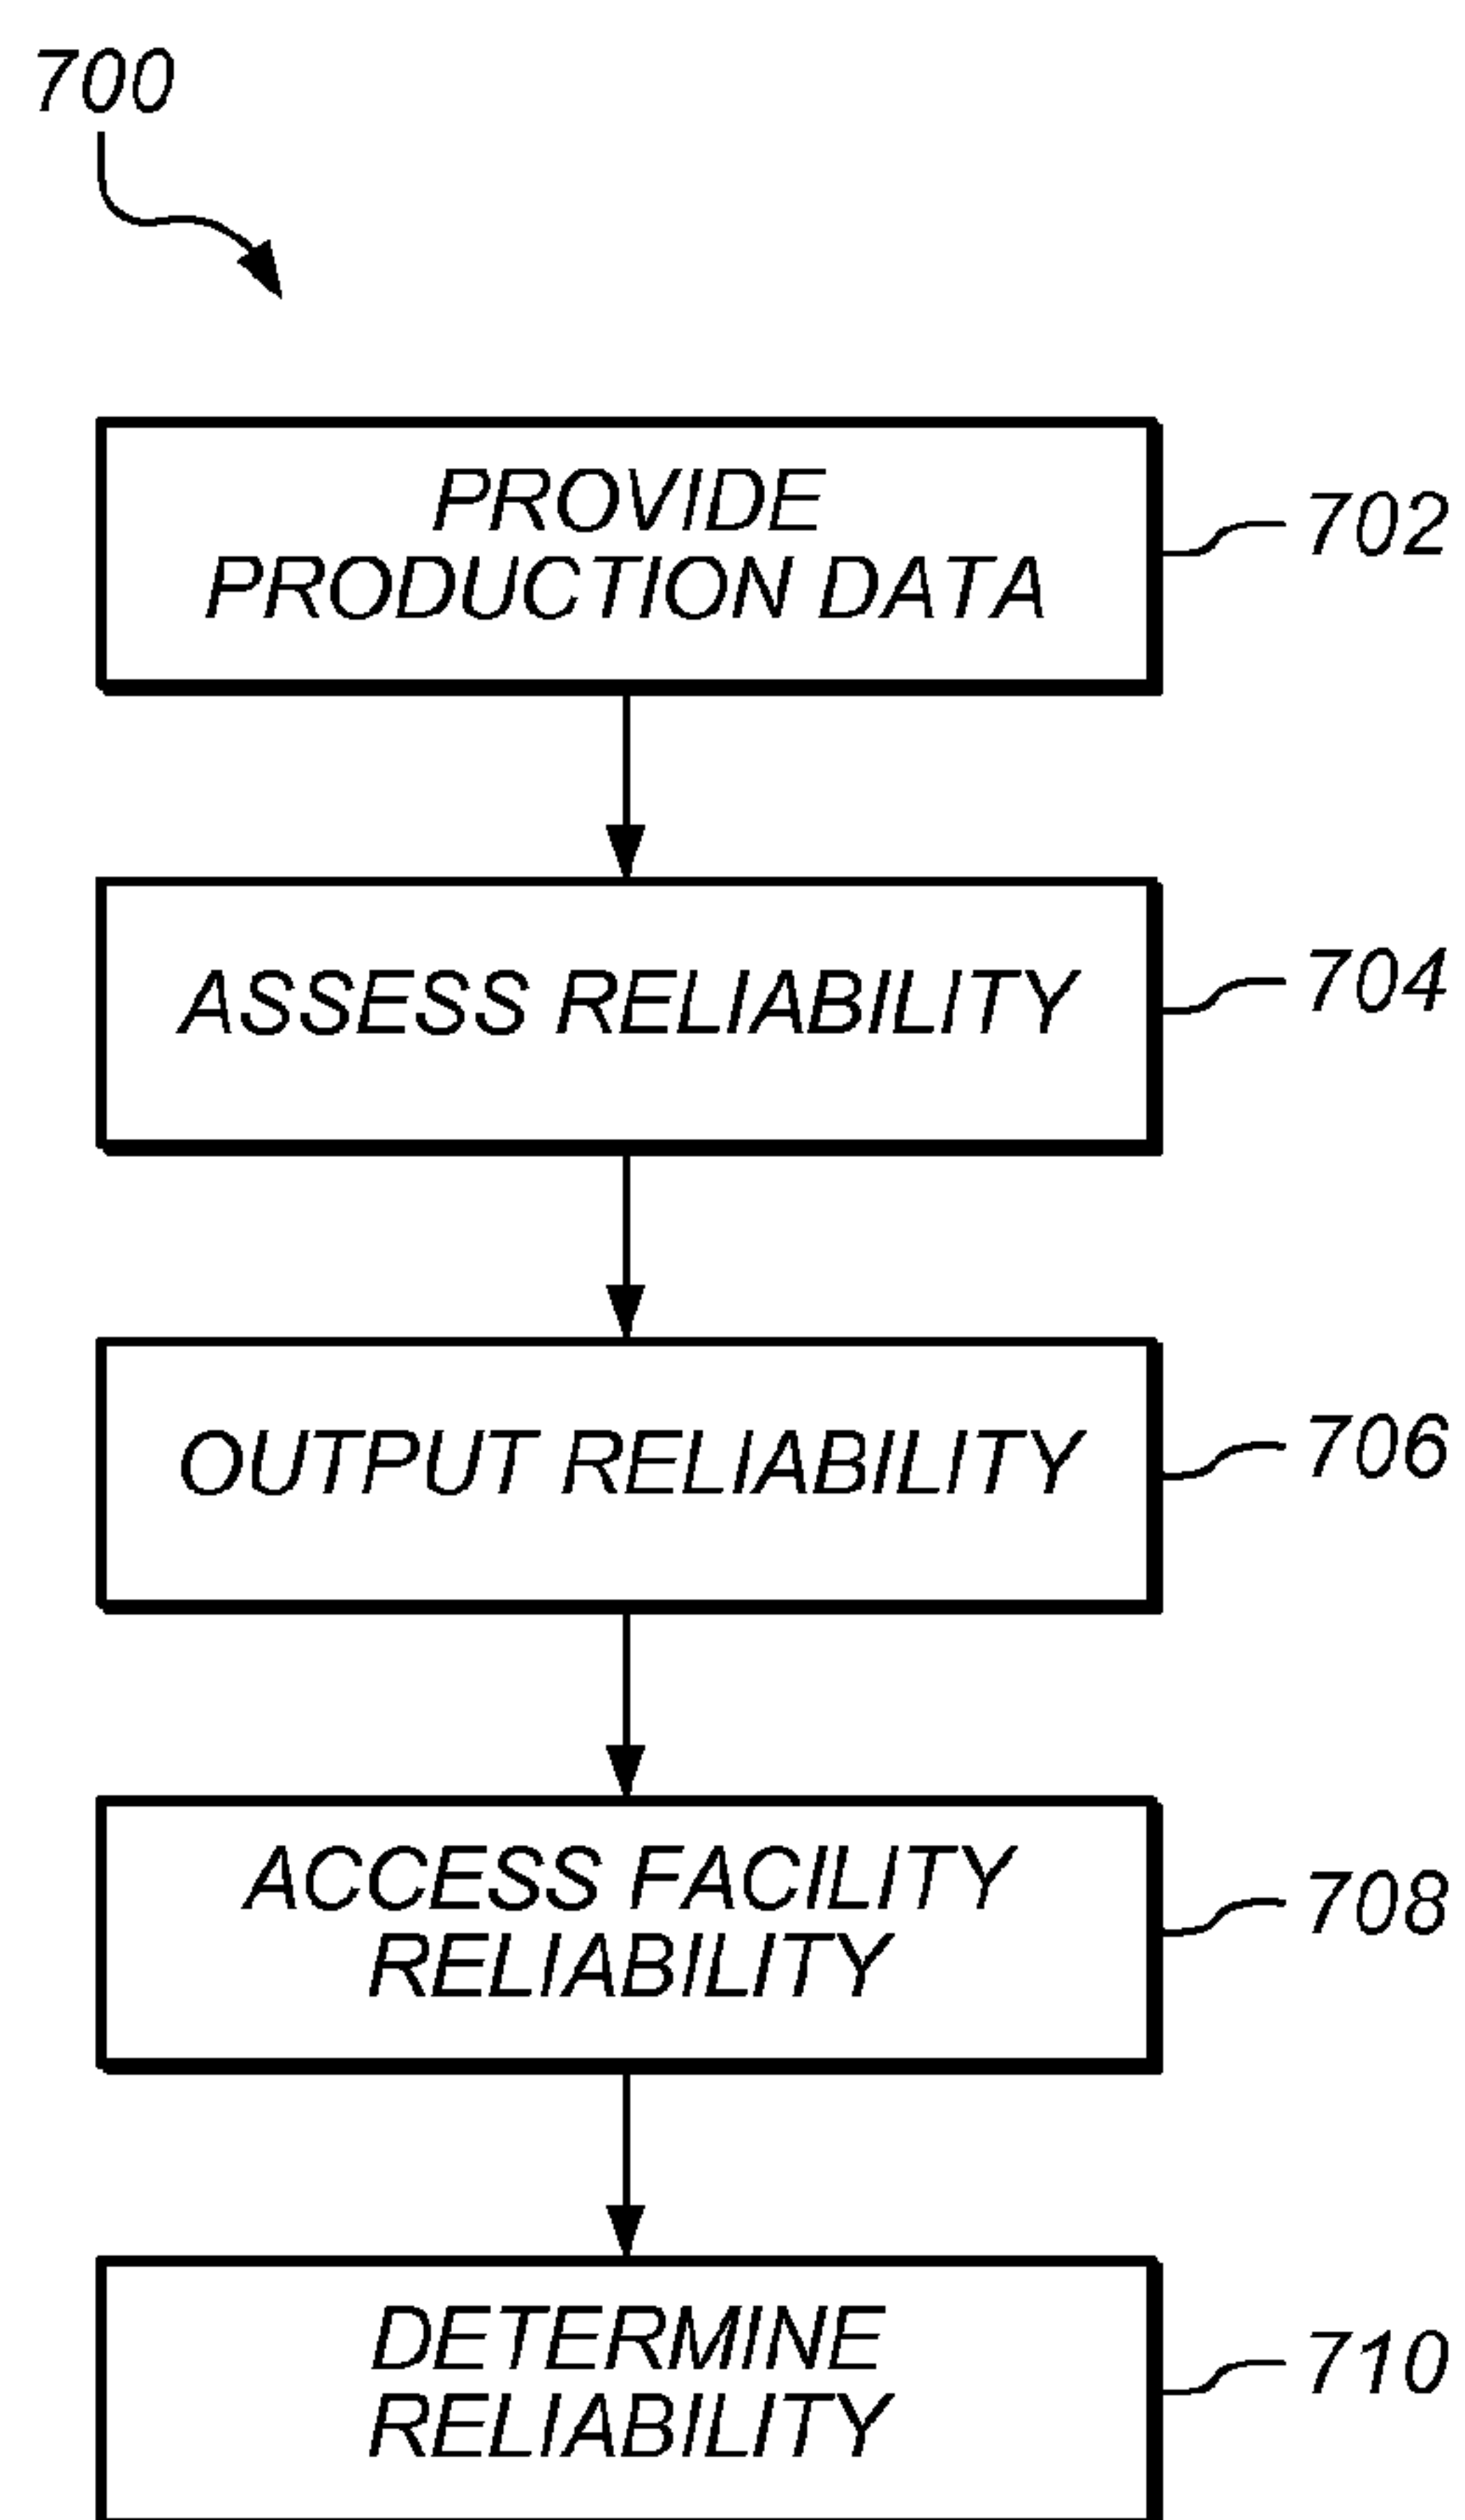 700
PROVIDE
PRODUCTION DATA
702
ASSESS RELIABILITY
704
OUTPUT RELIABILITY
706
ACCESS FACILITY
RELIABILITY
708
DETERMINE
RELIABILITY
710